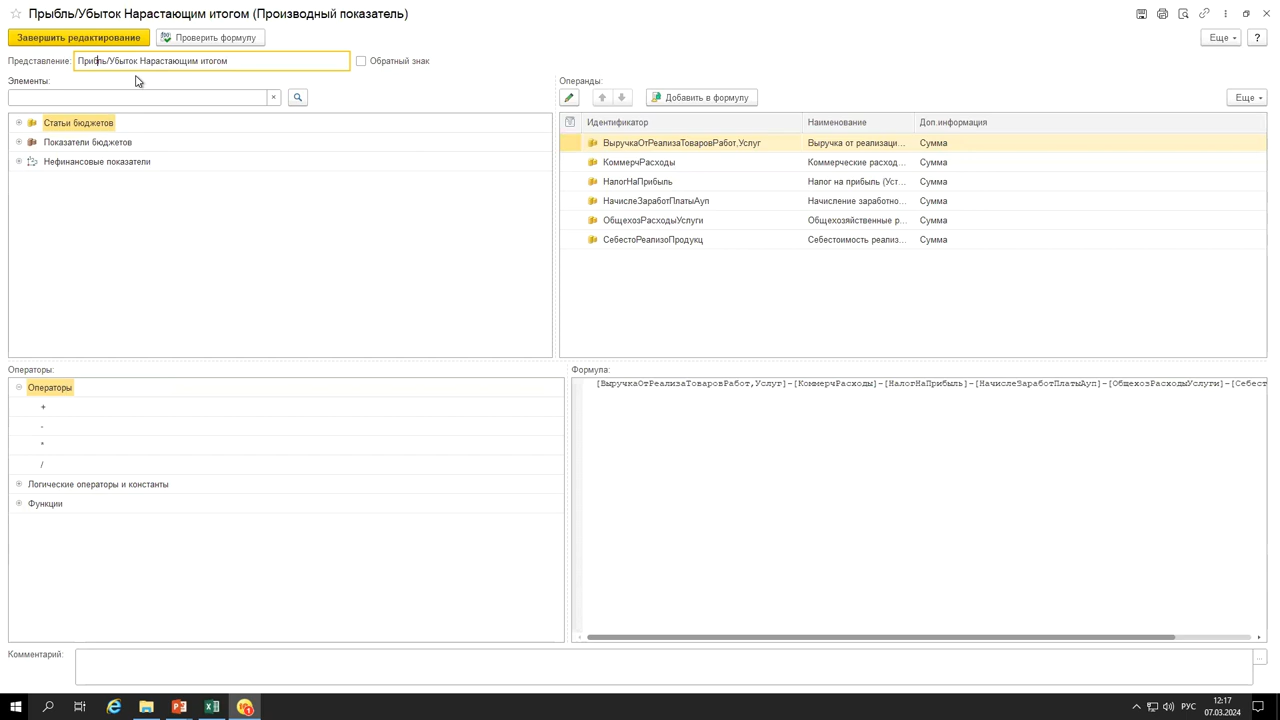 Прыбль/Убыток Нарастающим итогом (Производный показатель)
Завершить редактирование
Проверить формулу
Еще
?
Представление:
Прибль/Убыток Нарастающим итогом
Обратный знак
Элементы:
Операнды:
×
Добавить в формулу
Еще
Статьи бюджетов
Показатели бюджетов
Нефинансовые показатели
Идентификатор Наименование Доп.информация
ВыручкаОтРеализаТоваровРабот,Услуг Выручка от реализаци... Сумма
КоммерчРасходы Коммерческие расход... Сумма
НалогНаПрибыль Налог на прибыль (Уст... Сумма
НачислеЗаработПлатыАуп Начисление заработно... Сумма
ОбщехозРасходыУслуги Общехозяйственные р... Сумма
СебестоРеализоПродукц Себестоимость реализ... Сумма
Операторы:
Операторы
+
-
*
/
Логические операторы и константы
Функции
Формула:
[ВыручкаОтРеализаТоваровРабот,Услуг]-[КоммерчРасходы]-[НалогНаПрибыль]-[НачислеЗаработПлатыАуп]-[ОбщехозРасходыУслуги]-[Себест
Комментарий:
...
РУС
12:17
07.03.2024